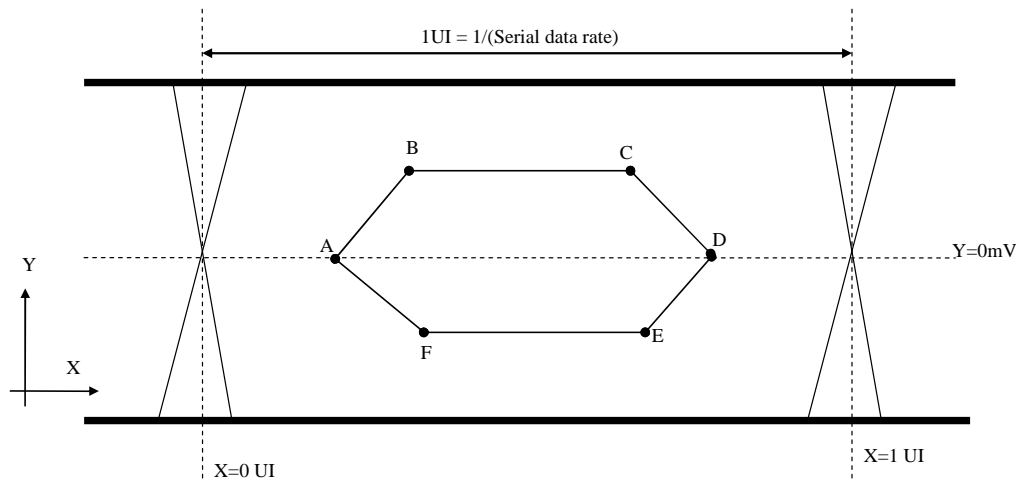 1UI = 1/(Serial data rate)
B
C
A
D
Y=0mV
Y
F
E
X
X=0 UI
X=1 UI